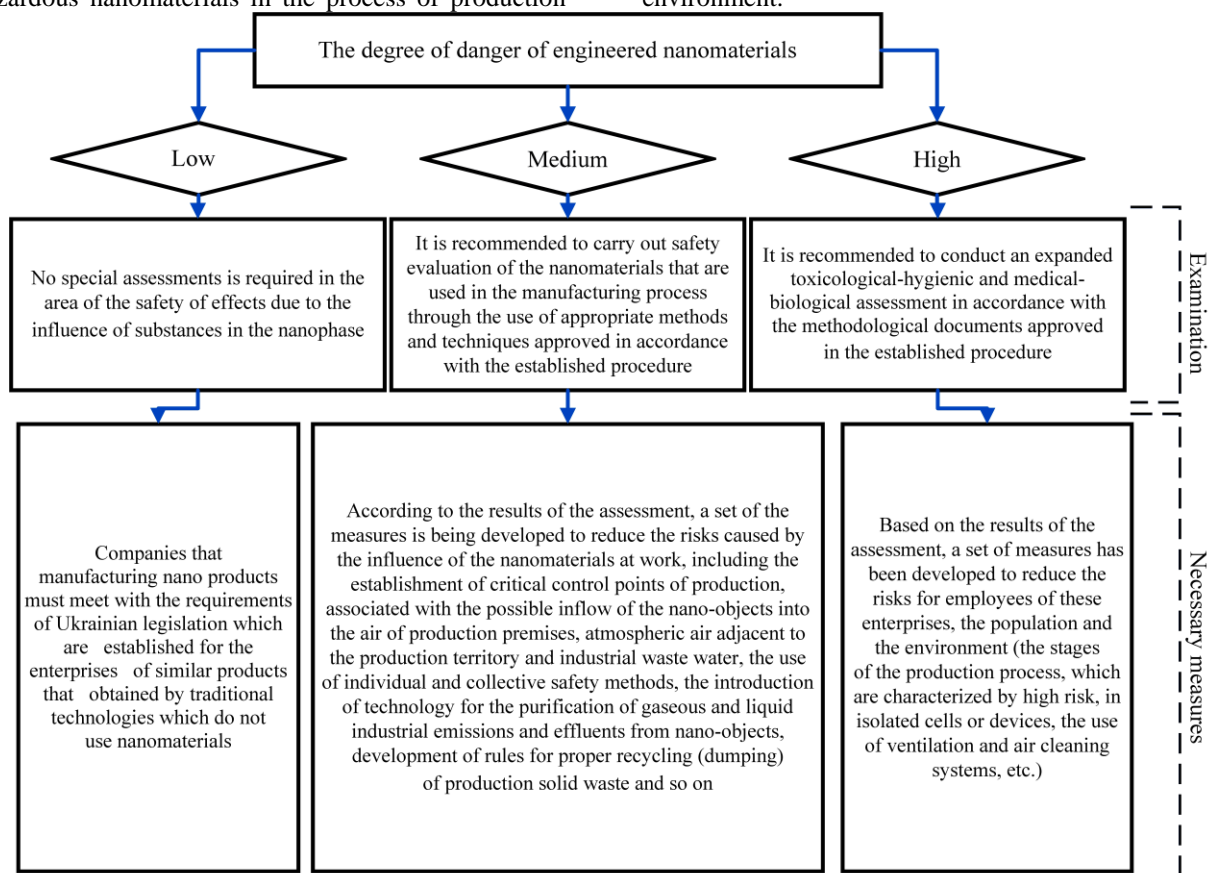 zardous nanomaterials in the process of production
environment.
The degree of danger of engineered nanomaterials
Low
Medium
High
No special assessments is required in the
area of the safety of effects due to the
influence of substances in the nanophase
It is recommended to carry out safety
evaluation of the nanomaterials that are
used in the manufacturing process
through the use of appropriate methods
and techniques approved in accordance
with the established procedure
It is recommended to conduct an expanded
toxicological-hygienic and medical-
biological assessment in accordance with
the methodological documents approved
in the established procedure
Examination
Companies that
manufacturing nano products
must meet with the requirements
of Ukrainian legislation which
are established for the
enterprises of similar products
that obtained by traditional
technologies which do not
use nanomaterials
According to the results of the assessment, a set of the
measures is being developed to reduce the risks caused by
the influence of the nanomaterials at work, including the
establishment of critical control points of production,
associated with the possible inflow of the nano-objects into
the air of production premises, atmospheric air adjacent to
the production territory and industrial waste water, the use
of individual and collective safety methods, the introduction
of technology for the purification of gaseous and liquid
industrial emissions and effluents from nano-objects,
development of rules for proper recycling (dumping)
of production solid waste and so on
Based on the results of the
assessment, a set of measures has
been developed to reduce the
risks for employees of these
enterprises, the population and
the environment (the stages
of the production process, which
are characterized by high risk, in
isolated cells or devices, the use
of ventilation and air cleaning
systems, etc.)
Necessary measures